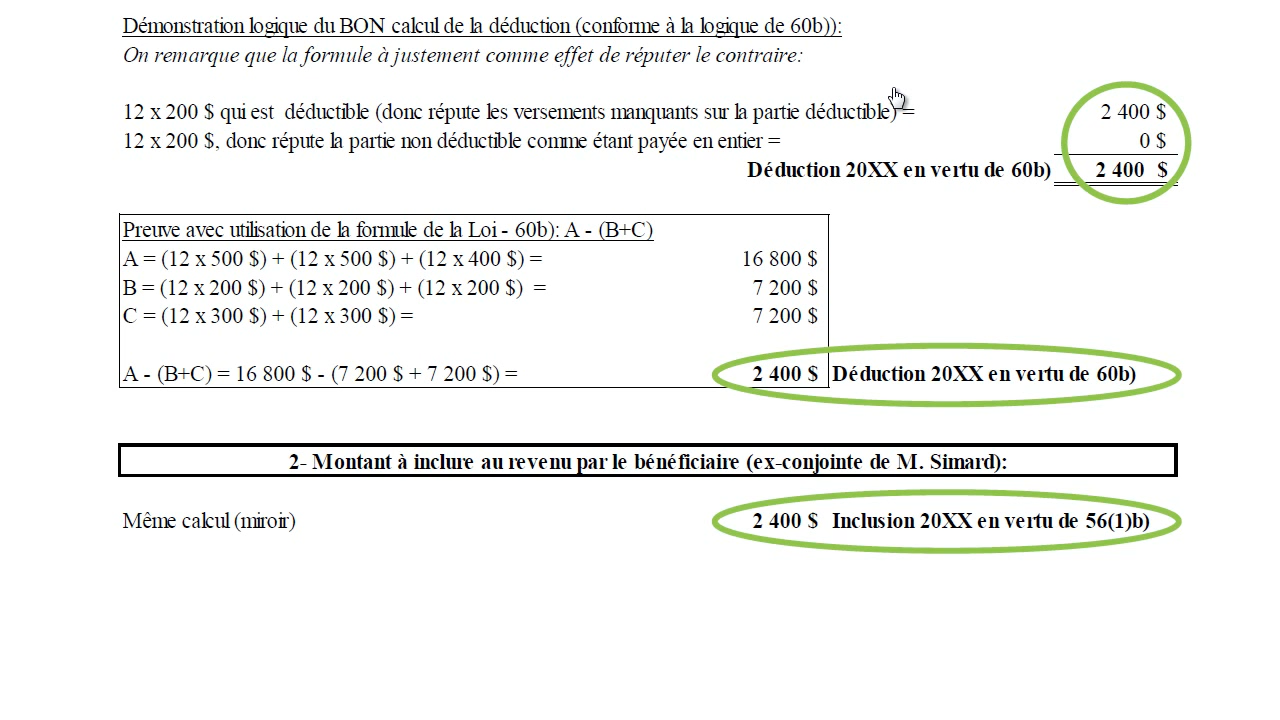 Démonstration logique du BON calcul de la déduction (conforme à la logique de 60b)):
On remarque que la formule à justement comme effet de réputer le contraire:
12 x 200 $ qui est déductible (donc répute les versements manquants sur la partie déductible) = 2 400 $
12 x 200 $, donc répute la partie non déductible comme étant payée en entier = 0 $
Déduction 20XX en vertu de 60b) 2 400 $
Preuve avec utilisation de la formule de la Loi - 60b): A - (B+C)
A = (12 x 500 $) + (12 x 500 $) + (12 x 400 $) = 16 800 $
B = (12 x 200 $) + (12 x 200 $) + (12 x 200 $) = 7 200 $
C = (12 x 300 $) + (12 x 300 $) = 7 200 $
A - (B+C) = 16 800 $ - (7 200 $ + 7 200 $) = 2 400 $ Déduction 20XX en vertu de 60b)
2- Montant à inclure au revenu par le bénéficiaire (ex-conjointe de M. Simard):
Même calcul (miroir) 2 400 $ Inclusion 20XX en vertu de 56(1)b)